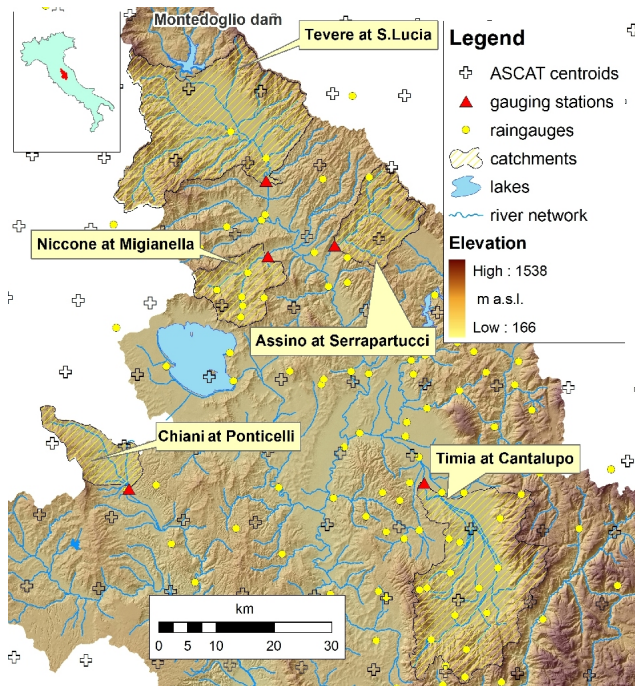 Montedoglio dam
Tevere at S.Lucia
Legend
ASCAT centroids
gauging stations
raingauges
catchments
lakes
river network
Elevation
High : 1538
m a.s.l.
Low : 166
Niccone at Migianella
Assino at Serrapartucci
Chiani at Ponticelli
Timia at Cantalupo
km
0 5 10 20 30